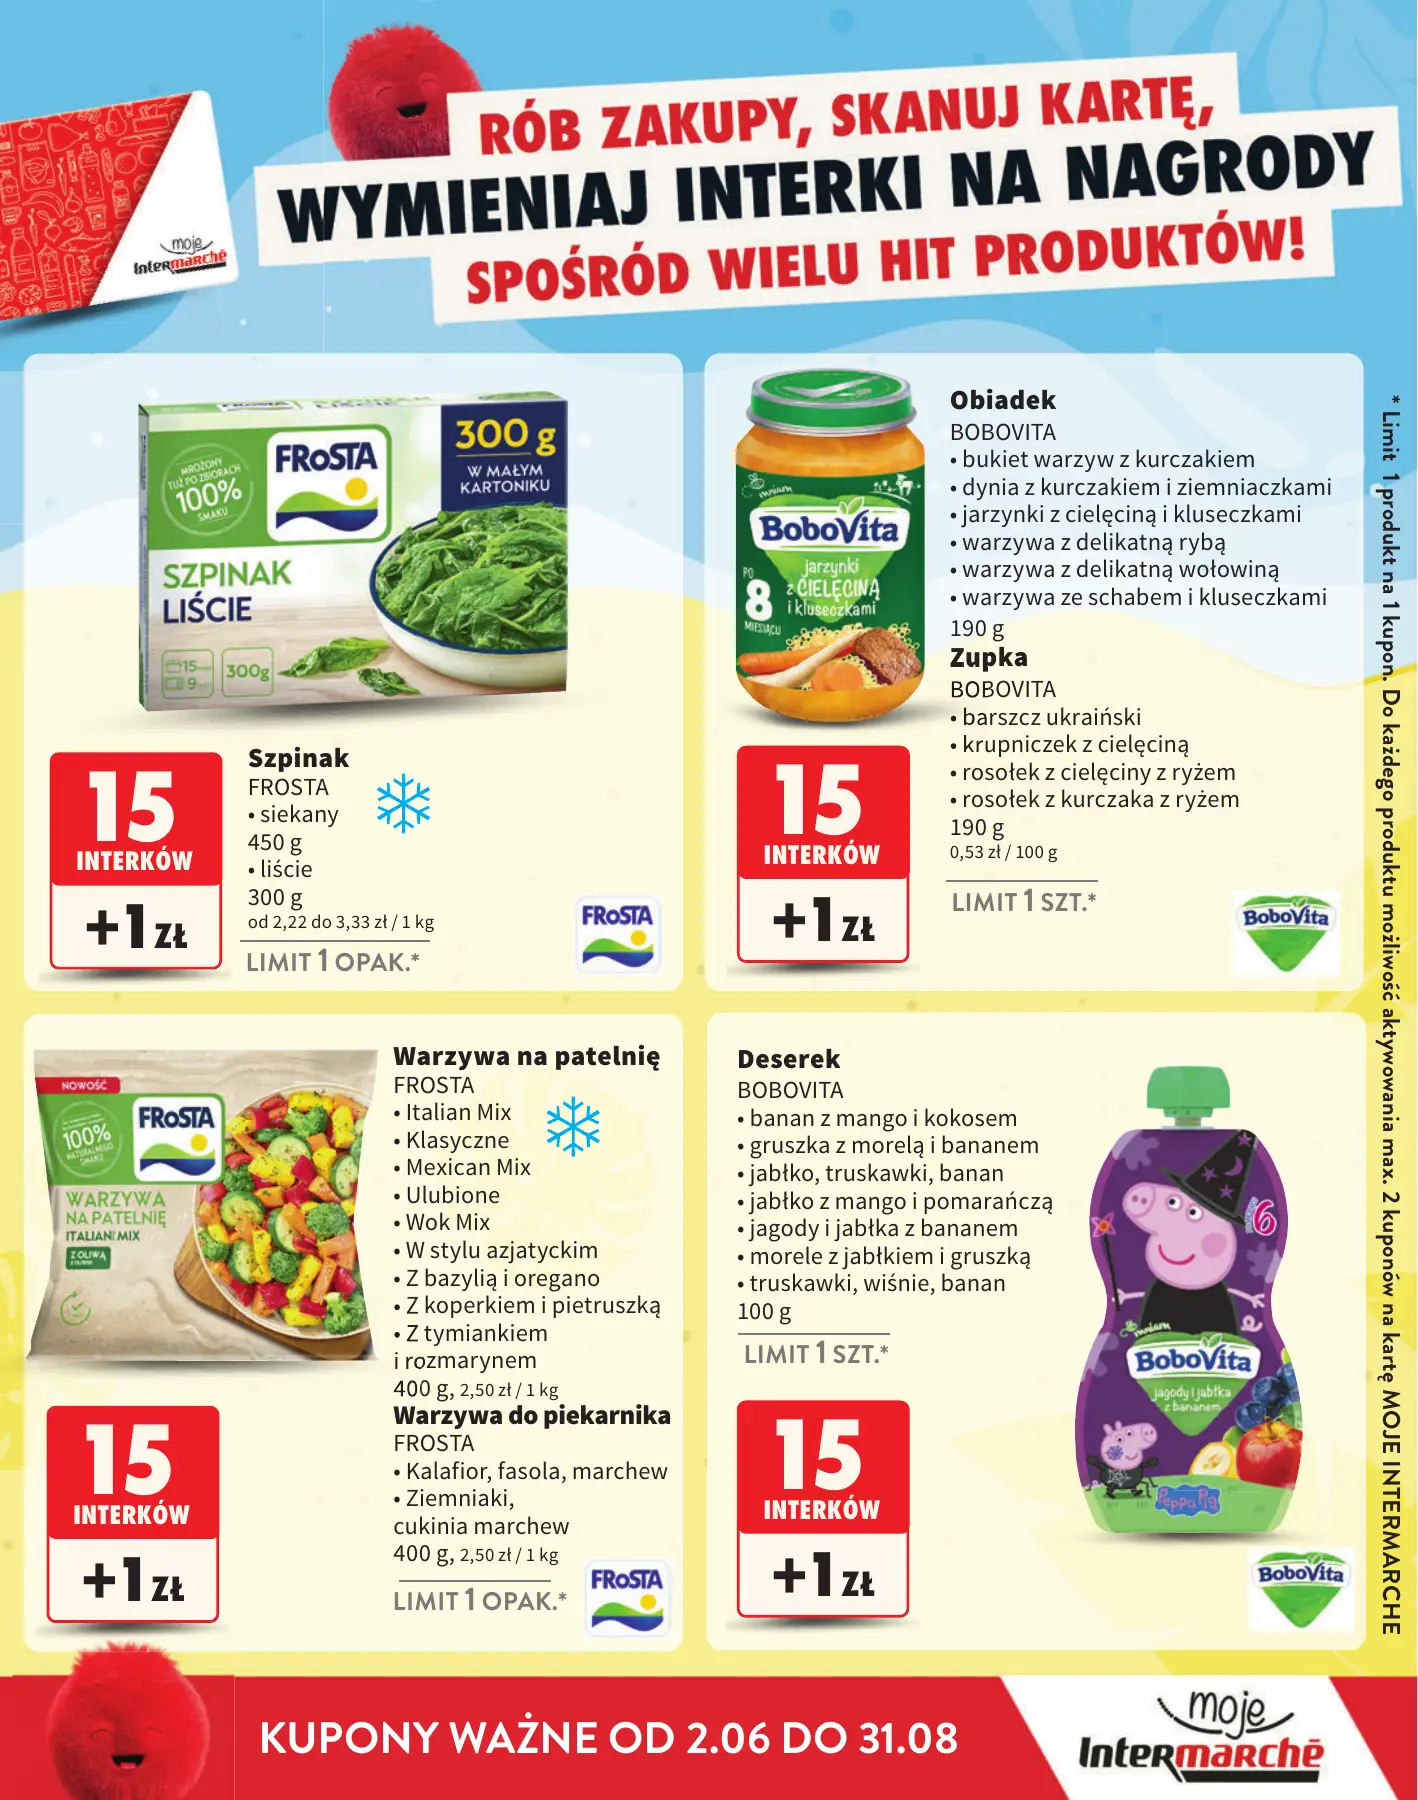 RÓB ZAKUPY, SKANUJ KARTĘ,
WYMIENIAJ INTERKI NA NAGRODY
SPOŚRÓD WIELU HIT PRODUKTÓW!
moje
Intermarchē
FRoSTA
300 g
W MAŁYM
KARTONIKU
MROŻONY
TUŻ PO ZBIORACH
100%
SMAKU
FRoSTA
SZPINAK
LIŚCIE
15
9
300g
15
INTERKÓW
+1 ZŁ
Szpinak
FROSTA
• siekany
450 g
• liście
300 g
od 2,22 do 3,33 zł / 1 kg
LIMIT 1 OPAK.*
FRoSTA
mniam
BoboVita
jarzynki
z CIELĘCINĄ
i kluseczkami
PO
8
MIESIĄCU
Obiadek
BOBOVITA
• bukiet warzyw z kurczakiem
• dynia z kurczakiem i ziemniaczkami
• jarzynki z cielęciną i kluseczkami
• warzywa z delikatną rybą
• warzywa z delikatną wołowiną
• warzywa ze schabem i kluseczkami
190 g
Zupka
BOBOVITA
• barszcz ukraiński
• krupniczek z cielęciną
• rosołek z cielęciny z ryżem
• rosołek z kurczaka z ryżem
190 g
0,53 zł / 100 g
LIMIT 1 SZT.*
15
INTERKÓW
+1 ZŁ
BoboVita
NOWOŚĆ
FRoSTA
100%
NATURALNEGO
SMAKU
WARZYWA
NA PATELNIĘ
ITALIAN MIX
Z OLIWĄ
Z OLIWEK
Warzywa na patelnię
FROSTA
• Italian Mix
• Klasyczne
• Mexican Mix
• Ulubione
• Wok Mix
• W stylu azjatyckim
• Z bazylią i oregano
• Z koperkiem i pietruszką
• Z tymiankiem
i rozmarynem
400 g, 2,50 zł / 1 kg
Warzywa do piekarnika
FROSTA
• Kalafior, fasola, marchew
• Ziemniaki,
cukinia marchew
400 g, 2,50 zł / 1 kg
LIMIT 1 OPAK.*
15
INTERKÓW
+1 ZŁ
FRoSTA
Deserek
BOBOVITA
• banan z mango i kokosem
• gruszka z morelą i bananem
• jabłko, truskawki, banan
• jabłko z mango i pomarańczą
• jagody i jabłka z bananem
• morele z jabłkiem i gruszką
• truskawki, wiśnie, banan
100 g
LIMIT 1 SZT.*
15
INTERKÓW
+1 ZŁ
6
mniam
BoboVita
jagody i jabłka
z bananem
Peppa Pig
BoboVita
* Limit 1 produkt na 1 kupon. Do każdego produktu możliwość aktywowania max. 2 kuponów na kartę MOJE INTERMARCHE
KUPONY WAŻNE OD 2.06 DO 31.08
moje
Intermarchē